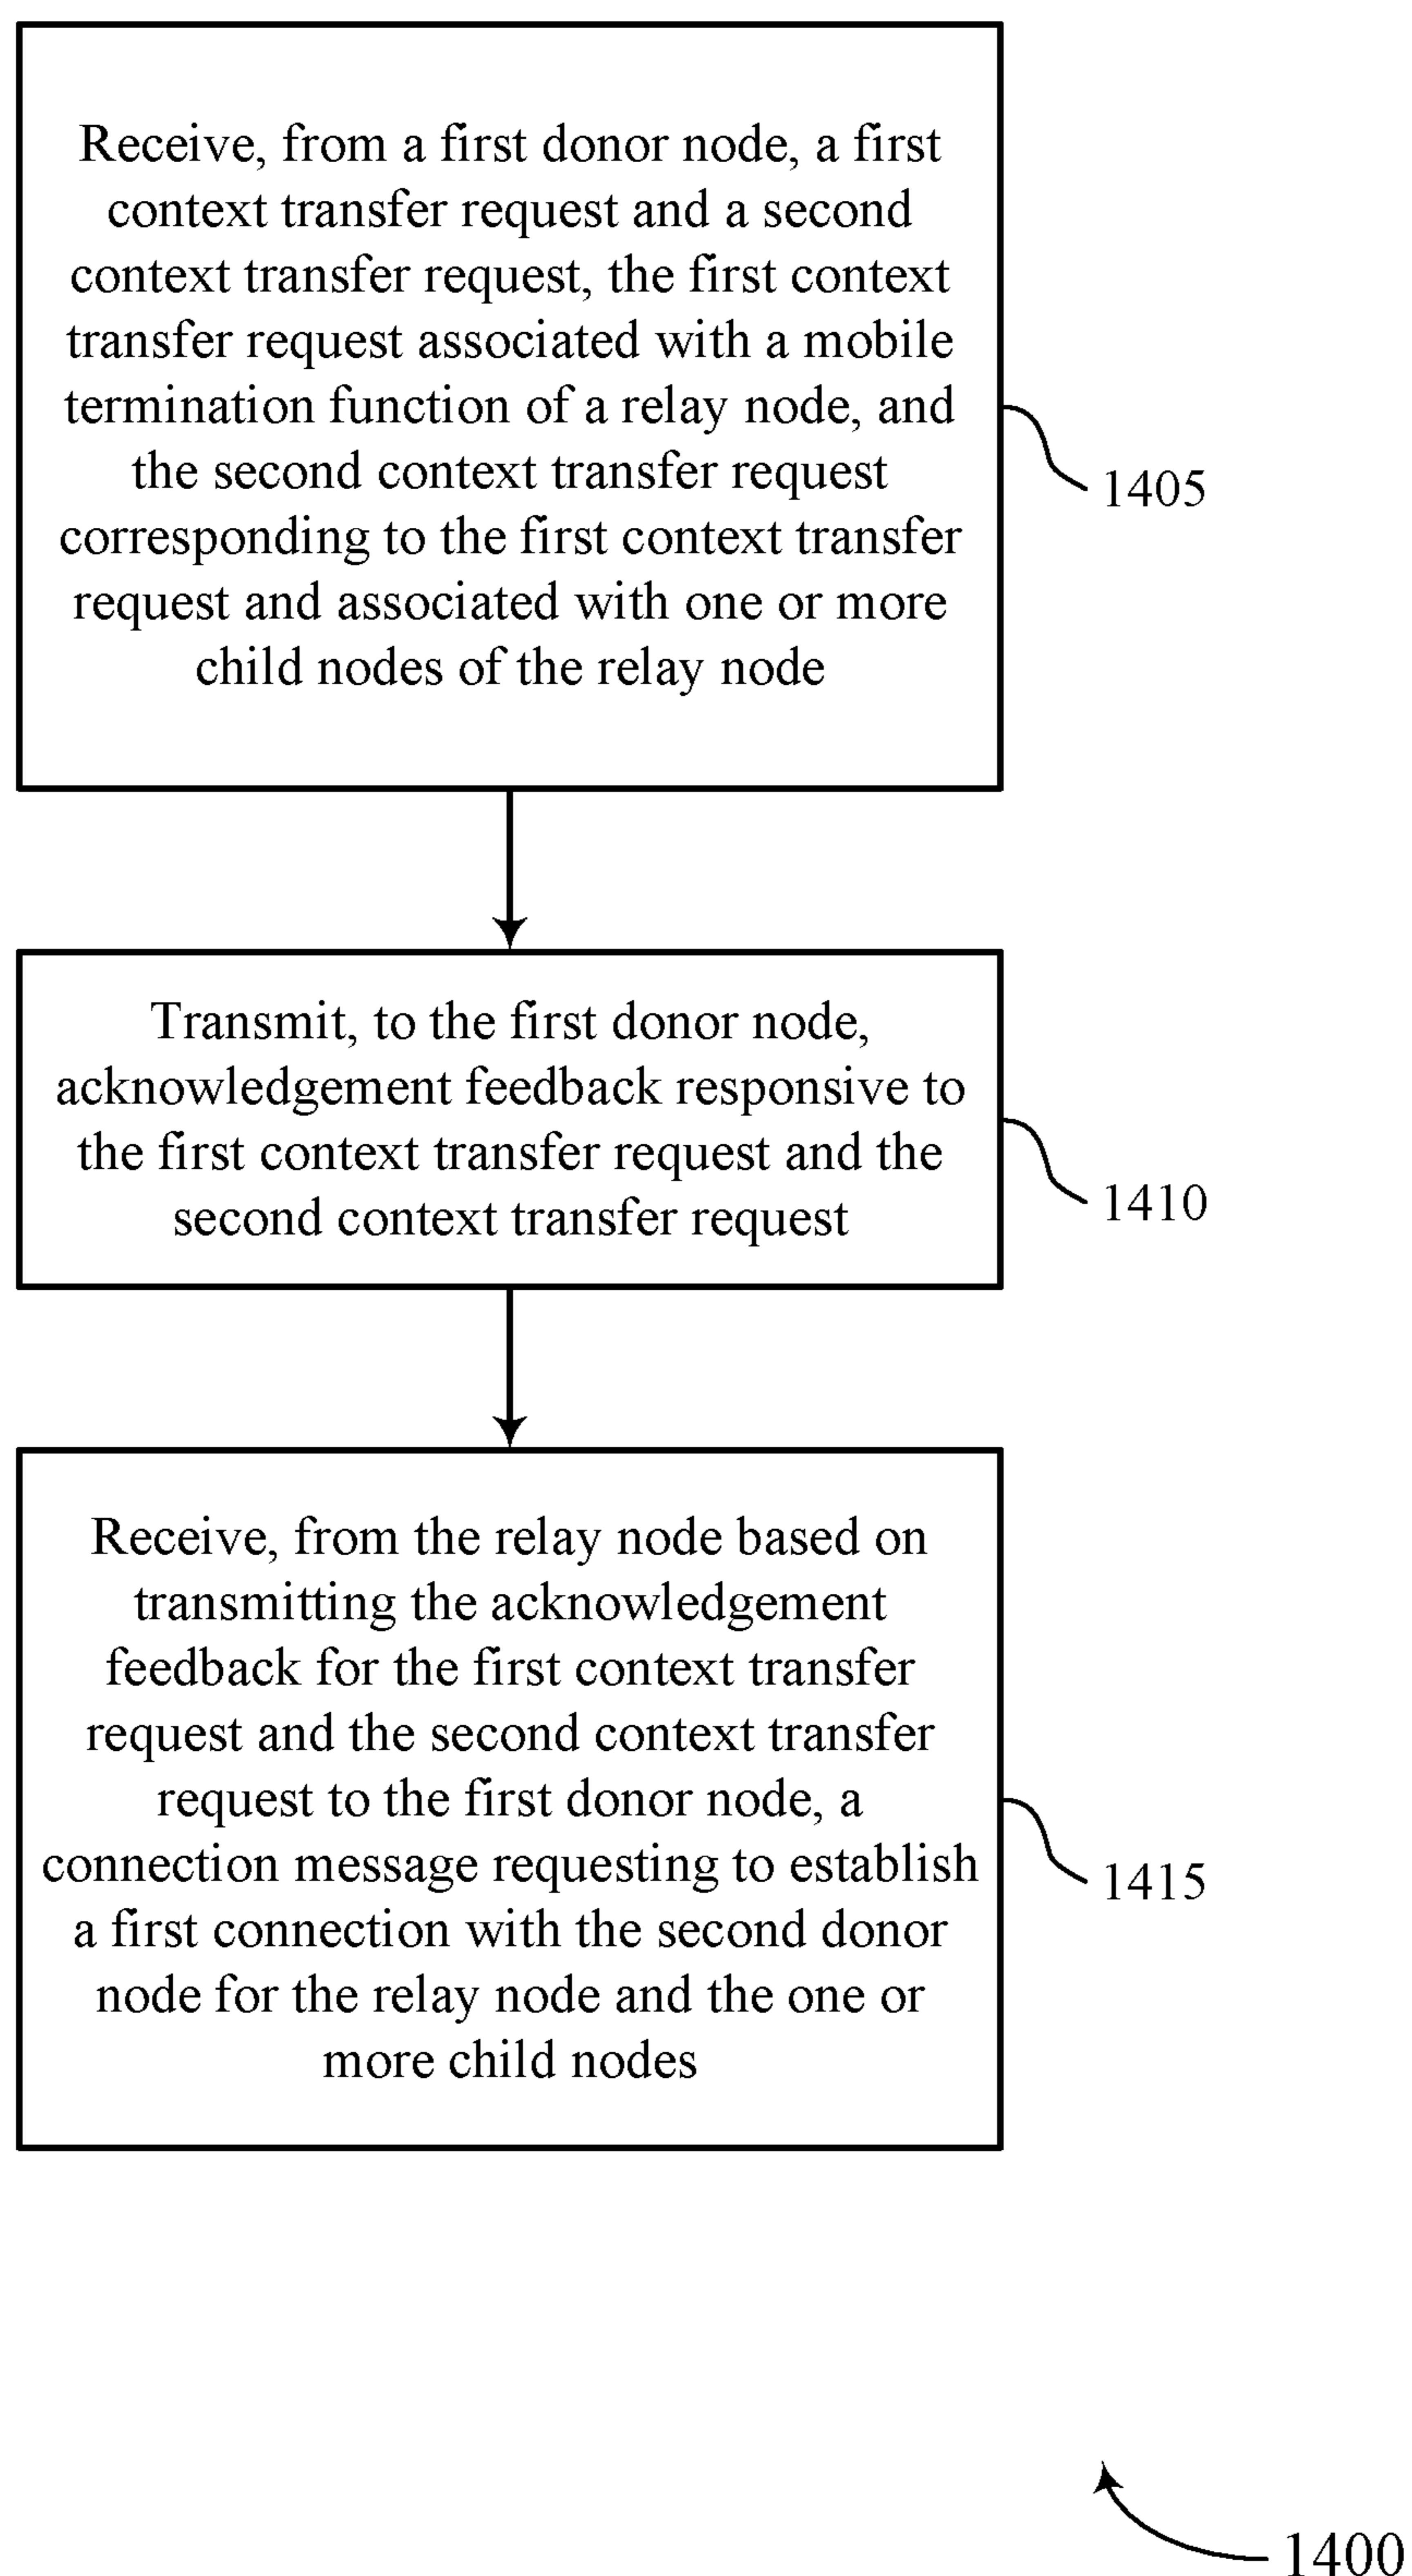 Receive, from a first donor node, a first
context transfer request and a second
context transfer request, the first context
transfer request associated with a mobile
termination function of a relay node, and
the second context transfer request
corresponding to the first context transfer
request and associated with one or more
child nodes of the relay node
1405
Transmit, to the first donor node,
acknowledgement feedback responsive to
the first context transfer request and the
second context transfer request
1410
Receive, from the relay node based on
transmitting the acknowledgement
feedback for the first context transfer
request and the second context transfer
request to the first donor node, a
connection message requesting to establish
a first connection with the second donor
node for the relay node and the one or
more child nodes
1415
1400